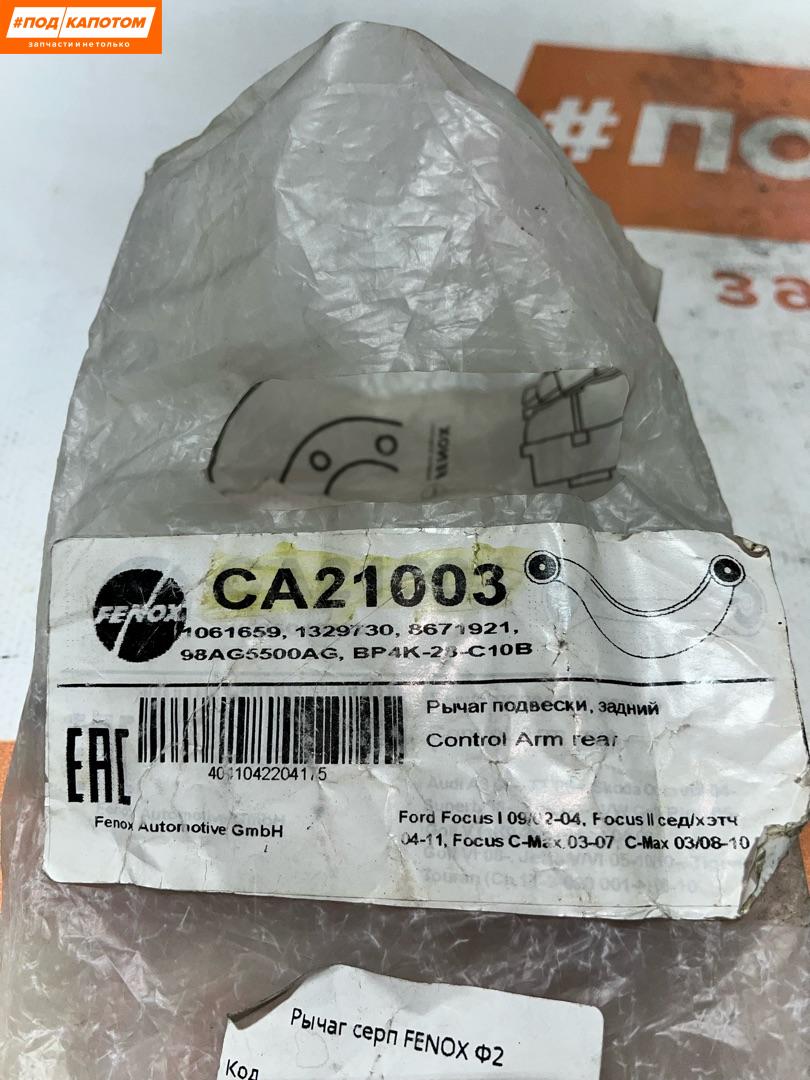 #ПОД КАПОТОМ
запчасти и не только
#ПО
за
FENOX
FENOX
CA21003
1061659, 1329730, 8671921,
98AG5500AG, BP4K-28-C10B
Рычаг подвески, задний
Control Arm rear
EAC
Fenox Automotive GmbH
Ford Focus I 09/02-04, Focus II сед/хэтч
04-11, Focus C-Max 03-07, C-Max 03/08-10
Рычаг серп FENOX Ф2
Код